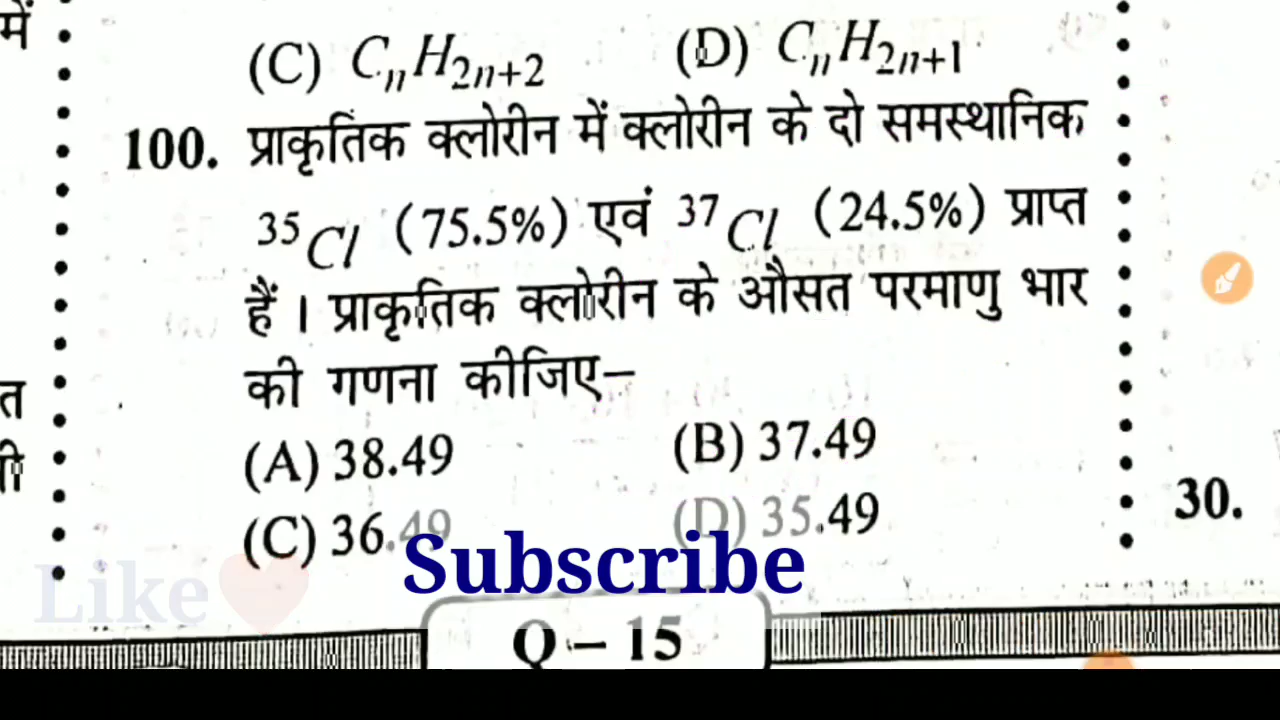 में
(C) CₙH₂ₙ₊₂ (D) CₙH₂ₙ₊₁
100. प्राकृतिक क्लोरीन में क्लोरीन के दो समस्थानिक
³⁵Cl (75.5%) एवं ³⁷Cl (24.5%) प्राप्त
हैं । प्राकृतिक क्लोरीन के औसत परमाणु भार
की गणना कीजिए–
(A) 38.49 (B) 37.49
(C) 36.49 (D) 35.49
त
30.
Like
Subscribe
Q – 15